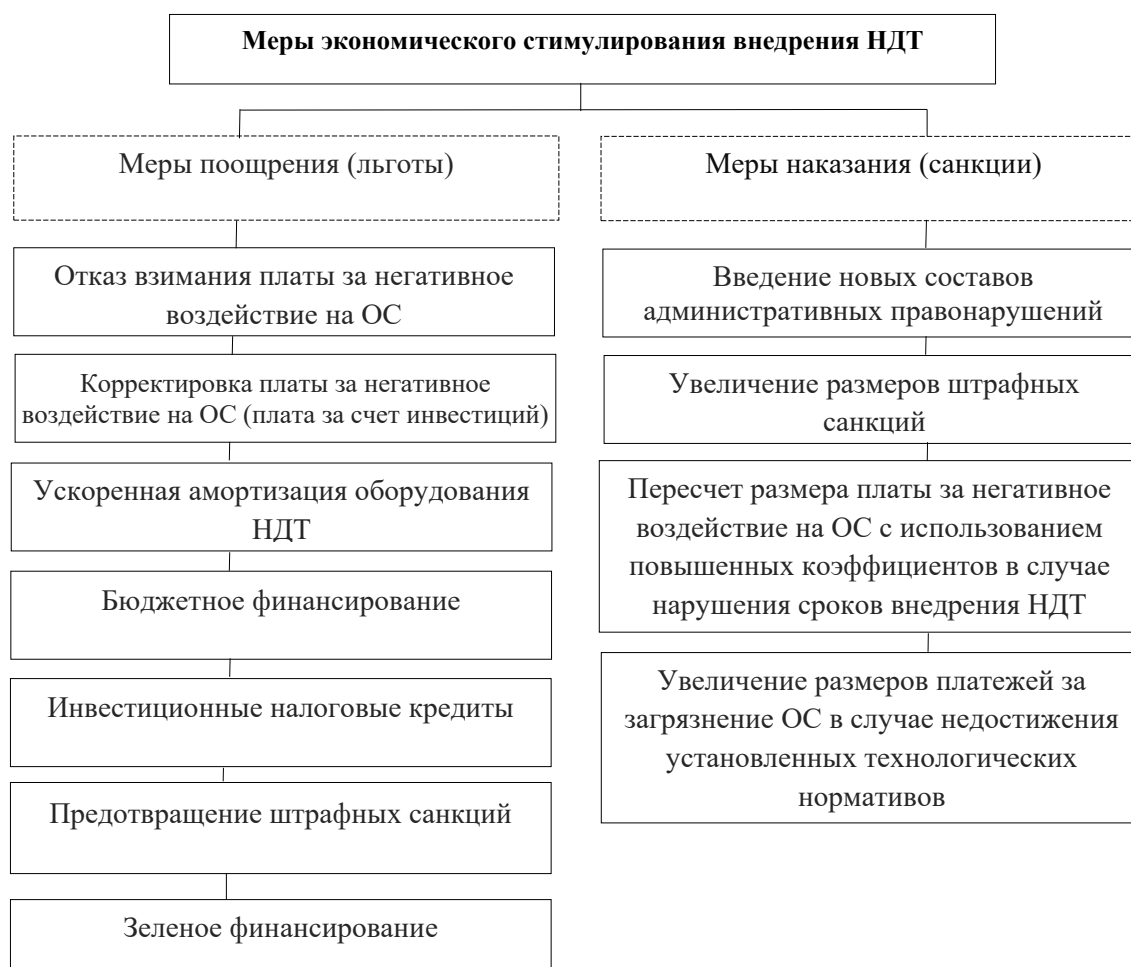 Меры экономического стимулирования внедрения НДТ
Меры поощрения (льготы)
Отказ взимания платы за негативное
воздействие на ОС
Корректировка платы за негативное
воздействие на ОС (плата за счет инвестиций)
Ускоренная амортизация оборудования
НДТ
Бюджетное финансирование
Инвестиционные налоговые кредиты
Предотвращение штрафных санкций
Зеленое финансирование
Меры наказания (санкции)
Введение новых составов
административных правонарушений
Увеличение размеров штрафных
санкций
Пересчет размера платы за негативное
воздействие на ОС с использованием
повышенных коэффициентов в случае
нарушения сроков внедрения НДТ
Увеличение размеров платежей за
загрязнение ОС в случае недостижения
установленных технологических
нормативов